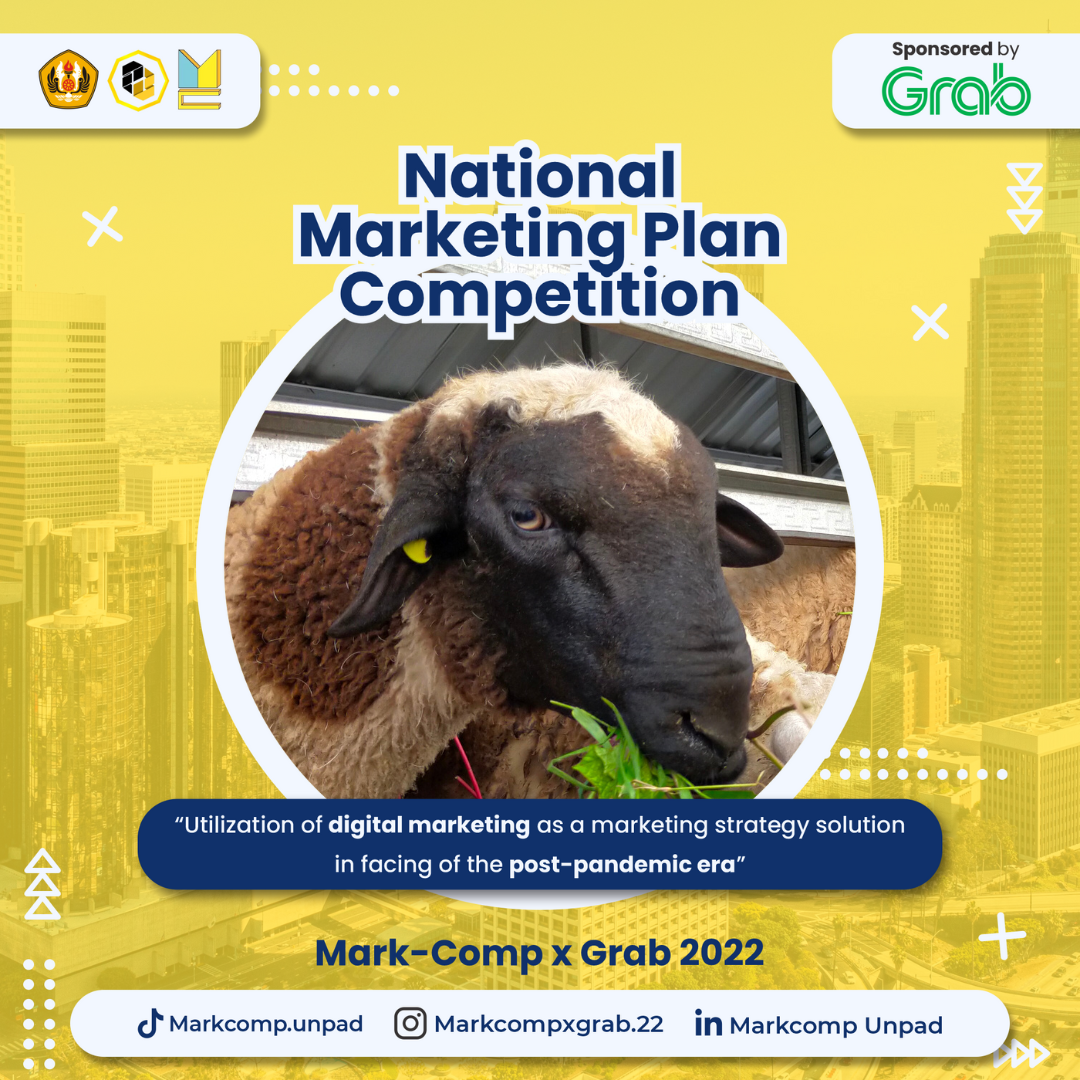 Sponsored by
Grab
National
Marketing Plan
Competition
“Utilization of digital marketing as a marketing strategy solution
in facing of the post-pandemic era”
Mark-Comp x Grab 2022
Markcomp.unpad
Markcompxgrab.22
Markcomp Unpad